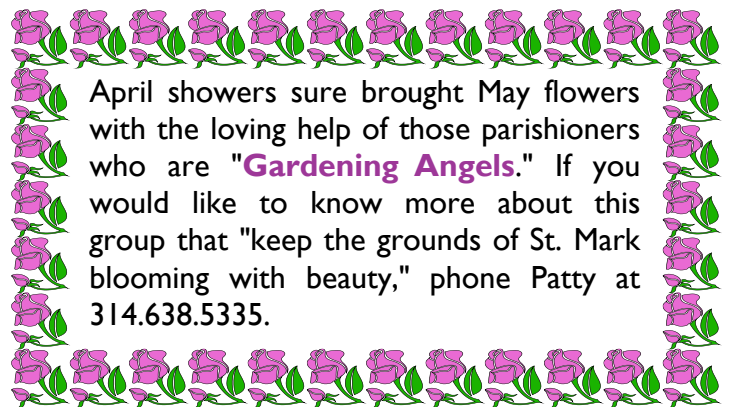 April showers sure brought May flowers
with the loving help of those parishioners
who are "Gardening Angels." If you
would like to know more about this
group that "keep the grounds of St. Mark
blooming with beauty," phone Patty at
314.638.5335.